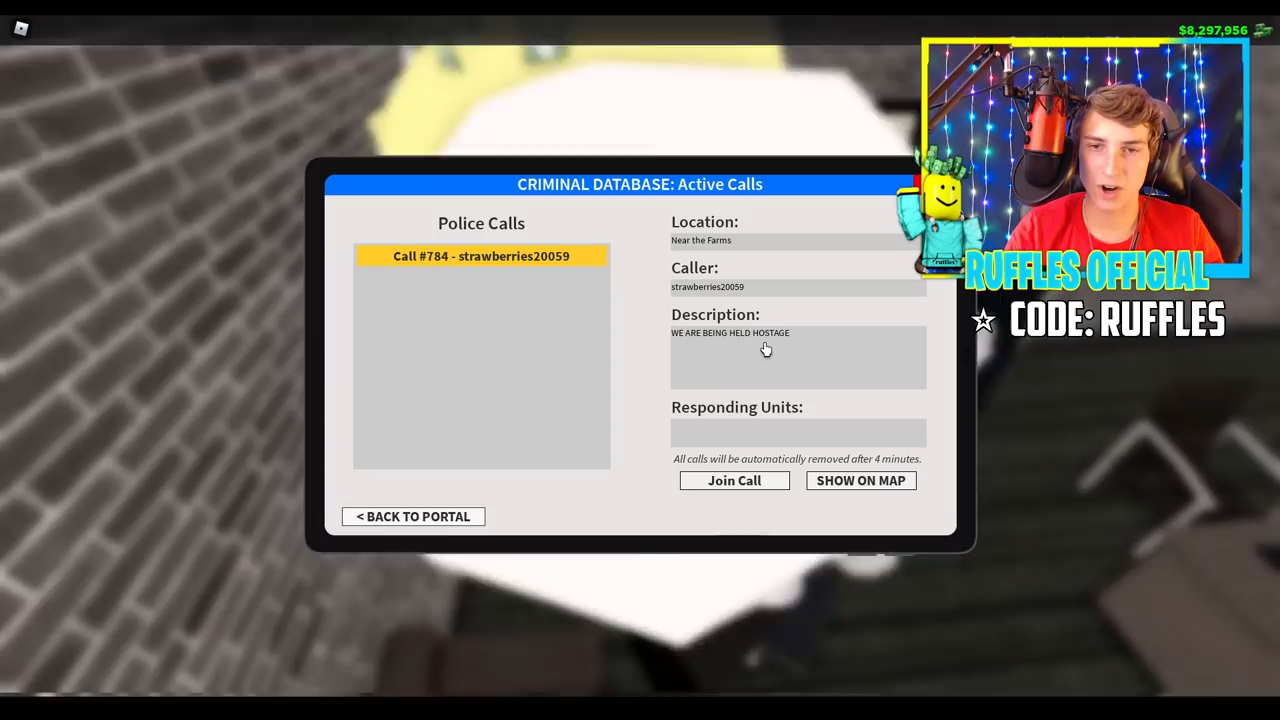 $8,297,956
CRIMINAL DATABASE: Active Calls
Police Calls
Call #784 - strawberries20059
Location:
Near the Farms
Caller:
strawberries20059
Description:
WE ARE BEING HELD HOSTAGE
Responding Units:
All calls will be automatically removed after 4 minutes.
Join Call
SHOW ON MAP
< BACK TO PORTAL
ruffles
RUFFLES OFFICIAL
CODE: RUFFLES